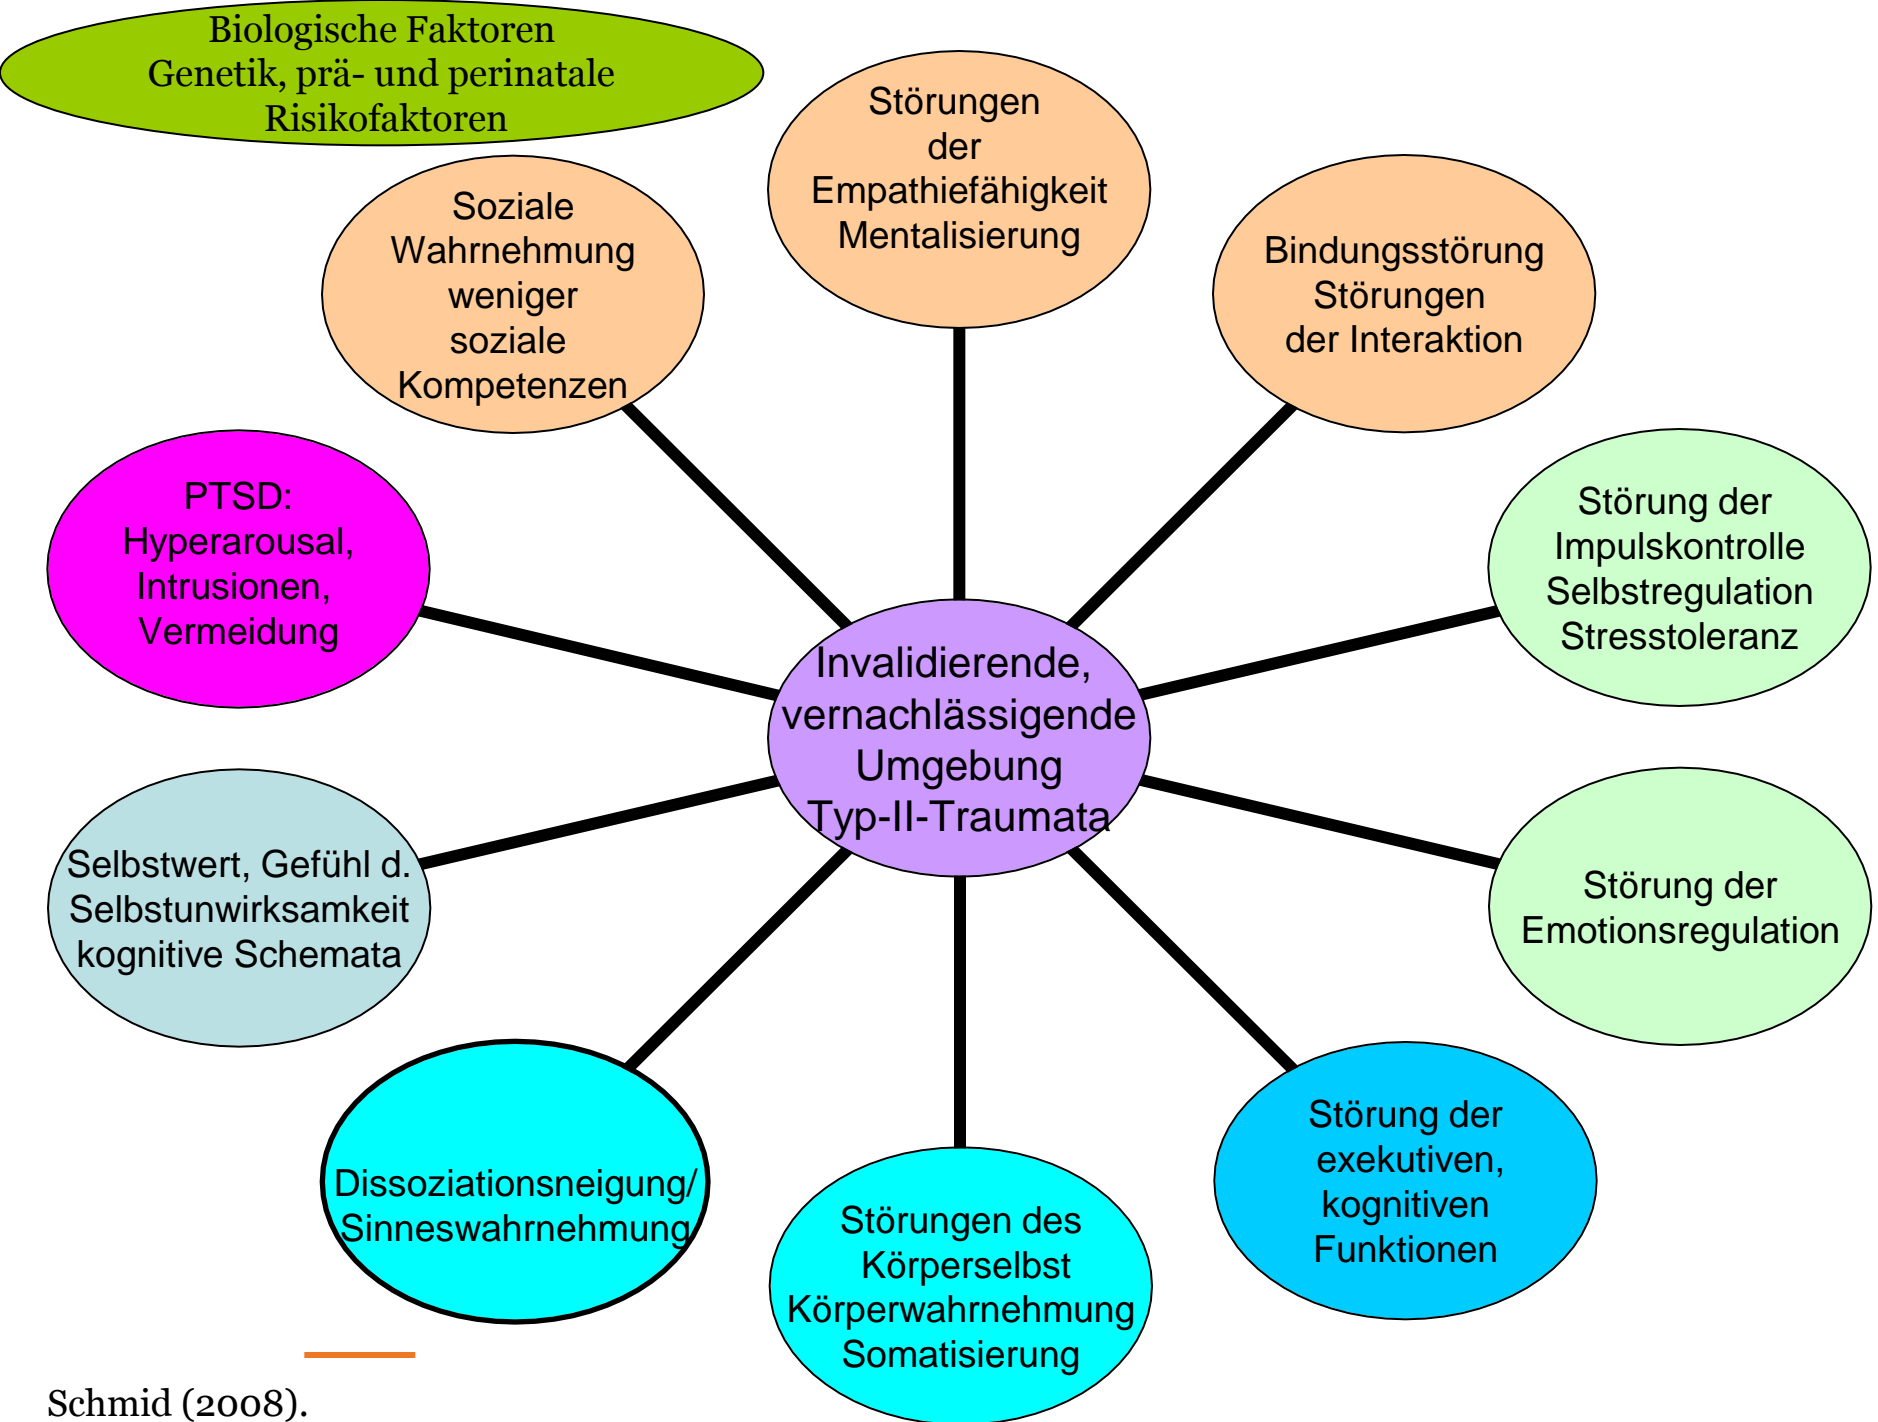 Biologische Faktoren
Genetik, prä- und perinatale
Risikofaktoren
Störungen
der
Empathiefähigkeit
Mentalisierung
Soziale
Wahrnehmung
weniger
soziale
Kompetenzen
Bindungsstörung
Störungen
der Interaktion
PTSD:
Hyperarousal,
Intrusionen,
Vermeidung
Störung der
Impulskontrolle
Selbstregulation
Stresstoleranz
Invalidierende,
vernachlässigende
Umgebung
Typ-II-Traumata
Selbstwert, Gefühl d.
Selbstunwirksamkeit
kognitive Schemata
Störung der
Emotionsregulation
Dissoziationsneigung/
Sinneswahrnehmung
Störungen des
Körperselbst
Körperwahrnehmung
Somatisierung
Störung der
exekutiven,
kognitiven
Funktionen
Schmid (2008).